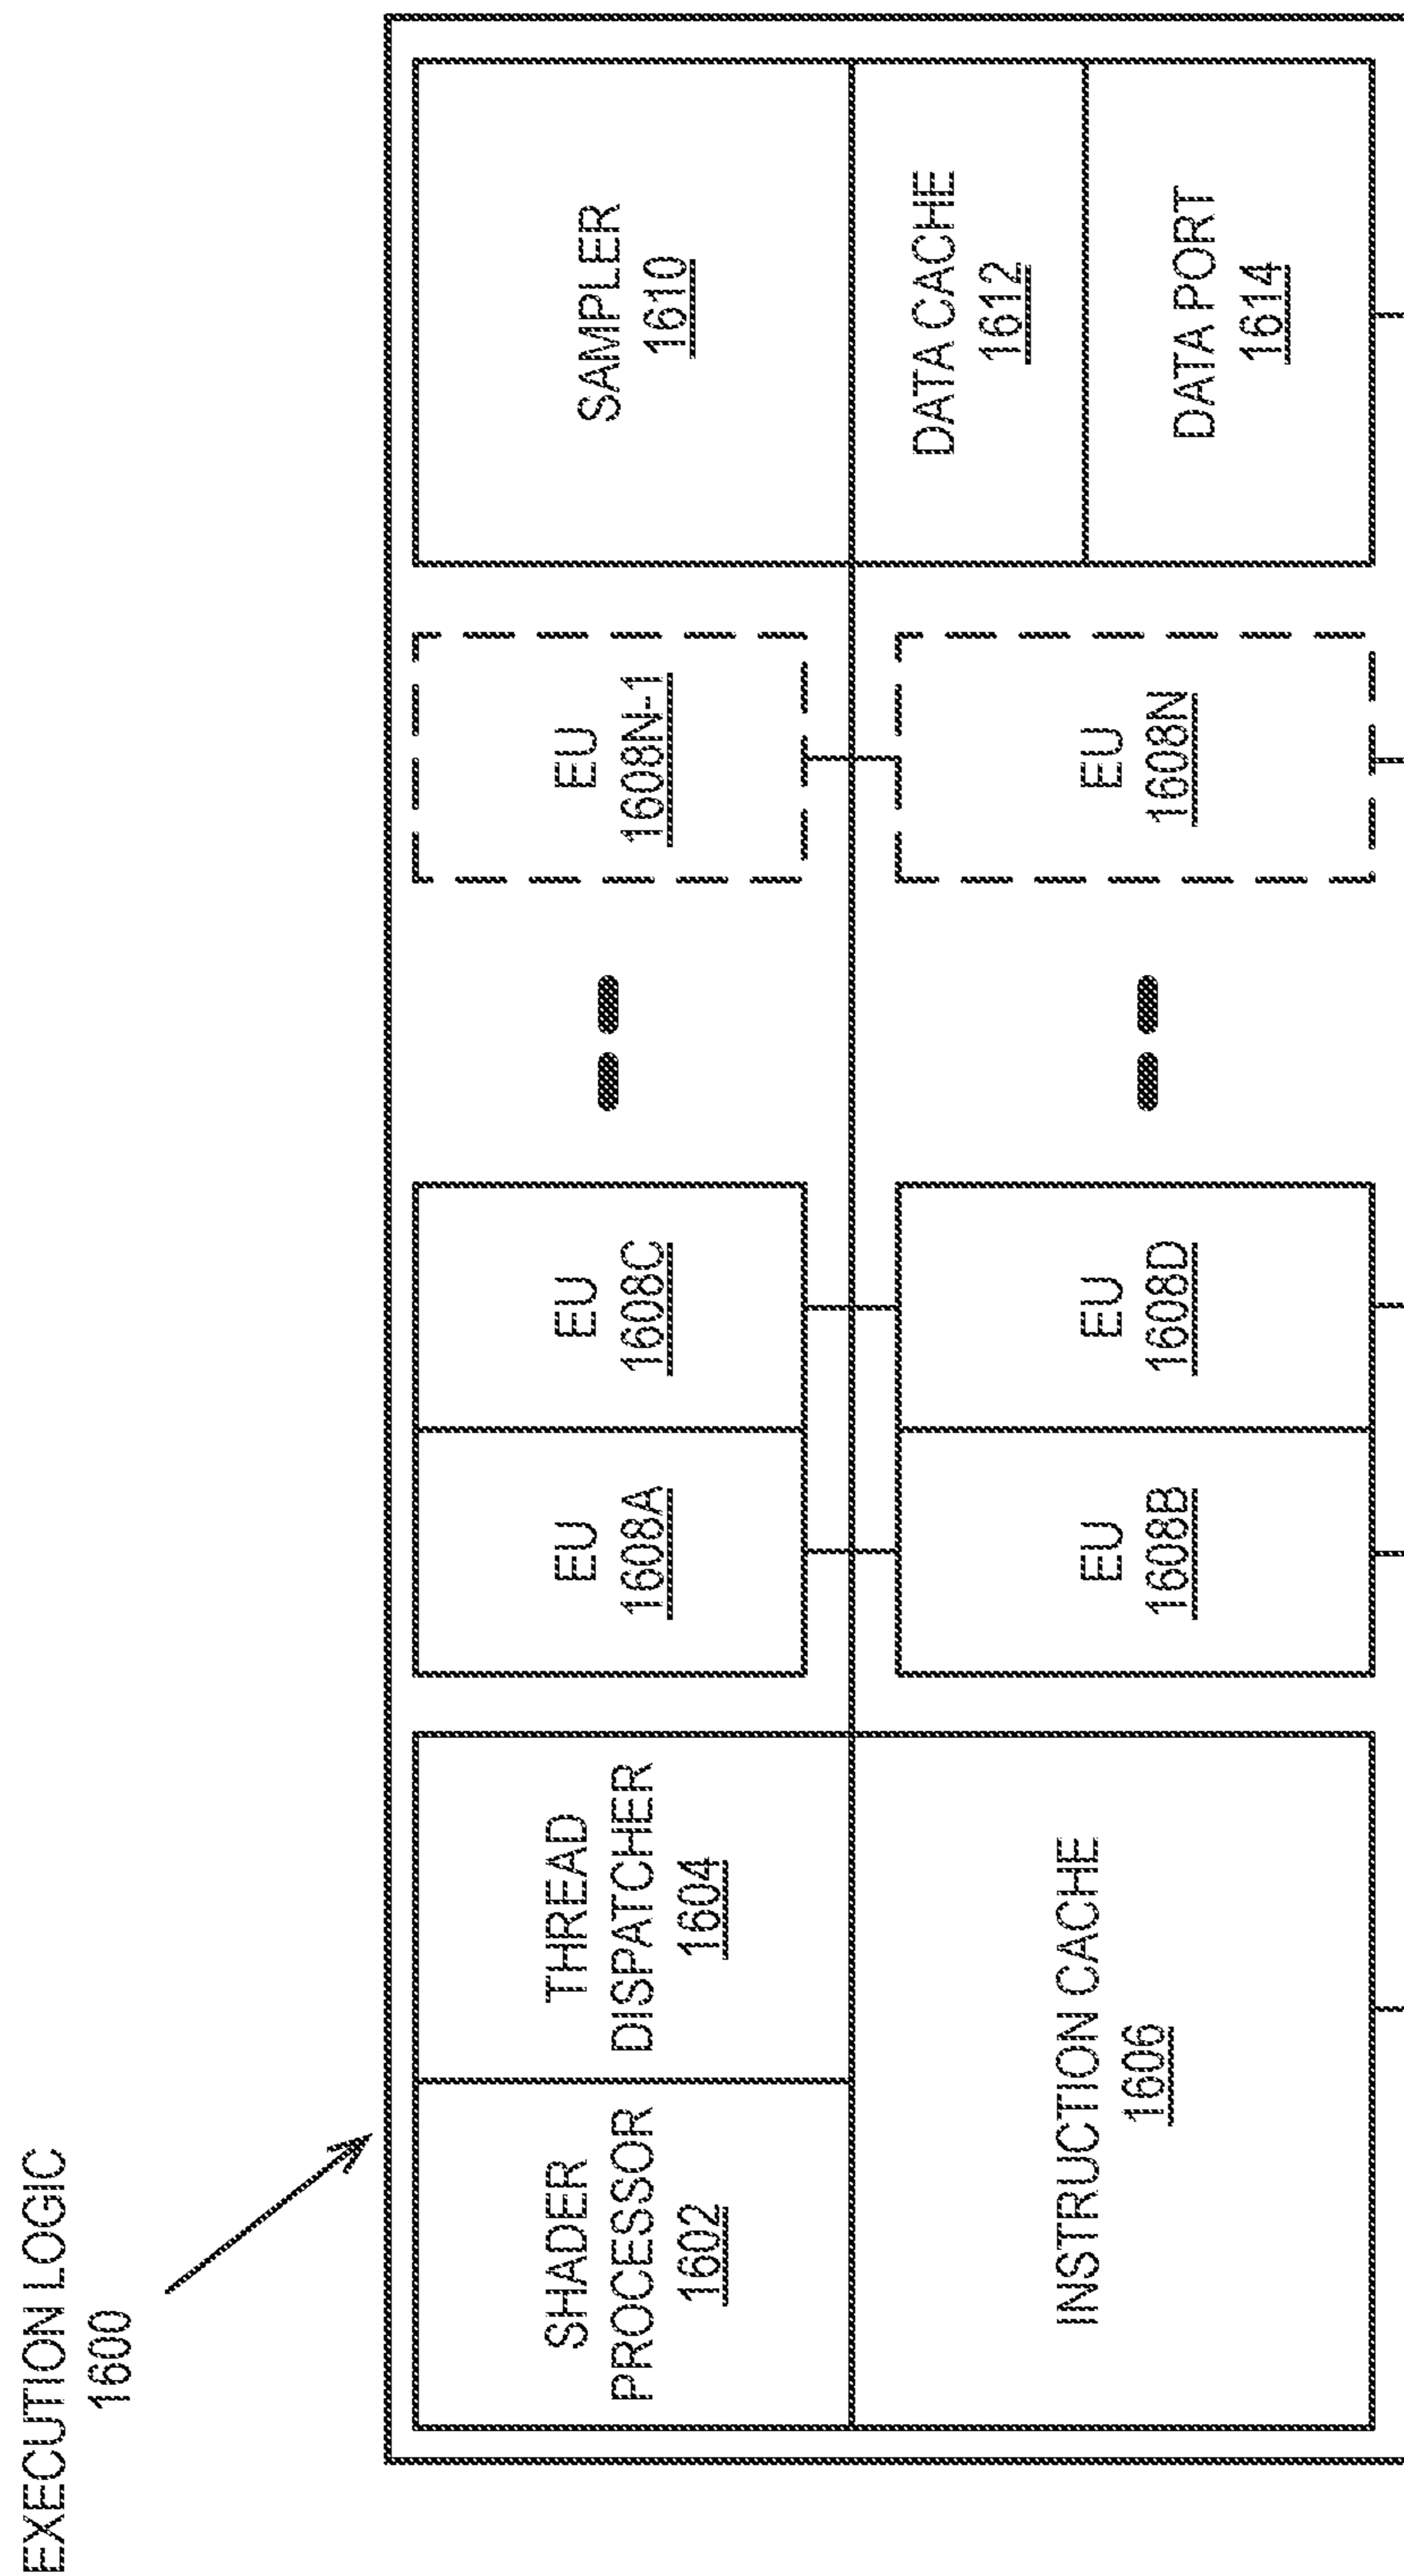 EXECUTION LOGIC
1600
SHADER
PROCESSOR
1602
THREAD
DISPATCHER
1604
INSTRUCTION CACHE
1606
EU
1608A
EU
1608C
EU
1608N-1
EU
1608B
EU
1608D
EU
1608N
SAMPLER
1610
DATA CACHE
1612
DATA PORT
1614